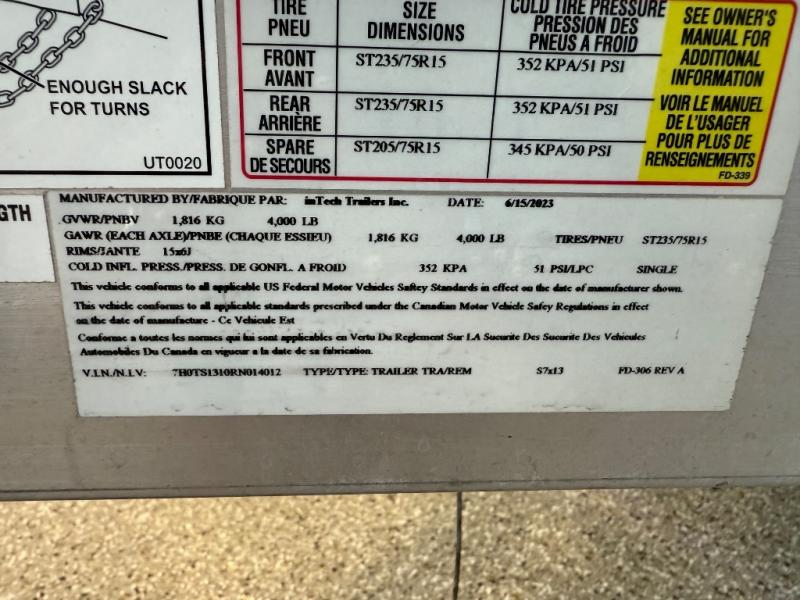 ENOUGH SLACK
FOR TURNS
UT0020
TIRE
PNEU
SIZE
DIMENSIONS
COLD TIRE PRESSURE
PRESSION DES
PNEUS A FROID
FRONT
AVANT
ST235/75R15
352 KPA/51 PSI
REAR
ARRIÈRE
ST235/75R15
352 KPA/51 PSI
SPARE
DE SECOURS
ST205/75R15
345 KPA/50 PSI
SEE OWNER'S
MANUAL FOR
ADDITIONAL
INFORMATION
VOIR LE MANUEL
DE L'USAGER
POUR PLUS DE
RENSEIGNEMENTS
FD-339
GTH
MANUFACTURED BY/FABRIQUE PAR: inTech Trailers Inc. DATE: 6/15/2023
GVWR/PNBV 1,816 KG 4,000 LB
GAWR (EACH AXLE)/PNBE (CHAQUE ESSIEU) 1,816 KG 4,000 LB TIRES/PNEU ST235/75R15
RIMS/JANTE 15x6J
COLD INFL. PRESS./PRESS. DE GONFL. A FROID) 352 KPA 51 PSI/LPC SINGLE
This vehicle conforms to all applicable US Federal Motor Vehicles Saftey Standards in effect on the date of manufacturer shown.
This vehicle conforms to all applicable standards prescribed under the Canadian Motor Vehicle Safey Regulations in effect
on the date of manufacture - Ce Vehicule Est
Conforme a toutes les normes qui lui sont applicables en Vertu Du Reglement Sur LA Sucurite Des Sucurite Des Vehicules
Automobiles Du Canada en vigueur a la date de sa fabrication.
V.I.N./N.I.V: 7H0TS1310RN014012 TYPE/TYPE: TRAILER TRA/REM S7x13 FD-306 REV A